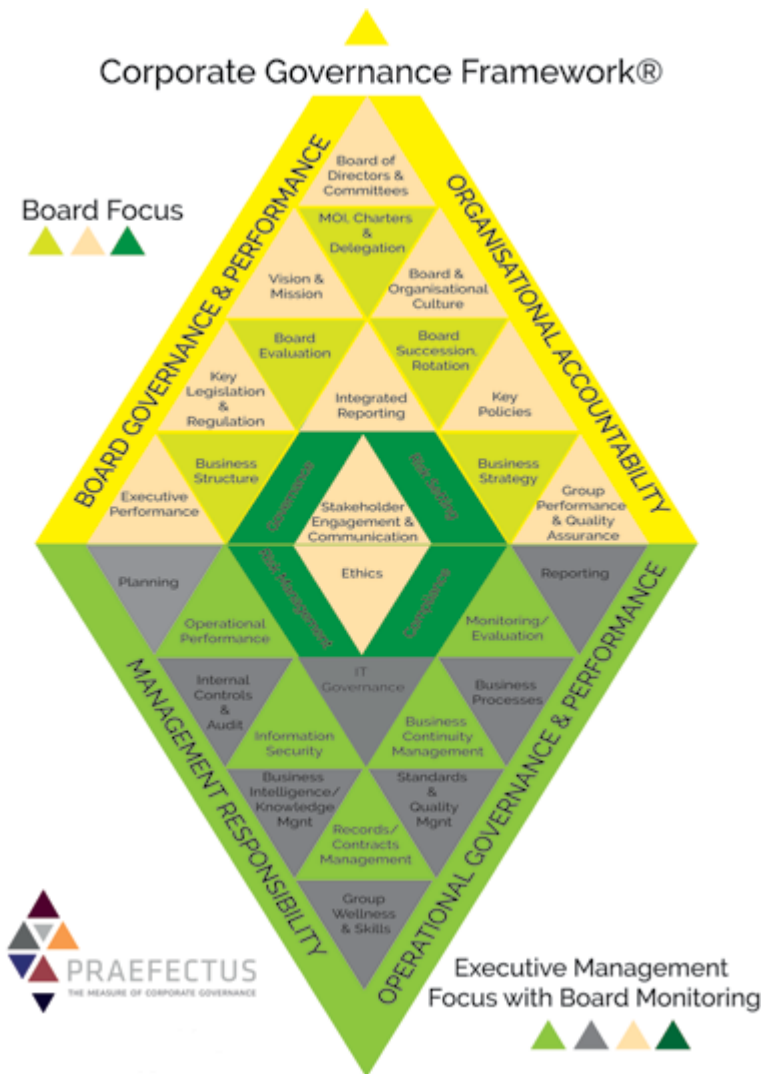 Corporate Governance Framework®
Board Focus
BOARD GOVERNANCE & PERFORMANCE
ORGANISATIONAL ACCOUNTABILITY
Board of
Directors &
Committees
MOI, Charters
&
Delegation
Vision &
Mission
Board &
Organisational
Culture
Board
Evaluation
Board
Succession,
Rotation
Key
Legislation
&
Regulation
Integrated
Reporting
Key
Policies
Business
Structure
Business
Strategy
Executive
Performance
Governance
Stakeholder
Engagement &
Communication
Group
Performance
& Quality
Assurance
Planning
Risk Management
Ethics
Compliance
Reporting
Operational
Performance
Monitoring/
Evaluation
Internal
Controls
&
Audit
IT
Governance
Business
Processes
Information
Security
Business
Continuity
Management
Business
Intelligence/
Knowledge
Mgnt
Standards
&
Quality
Mgnt
Records/
Contracts
Management
Group
Wellness
& Skills
MANAGEMENT RESPONSIBILITY
OPERATIONAL GOVERNANCE & PERFORMANCE
PRAEFECTUS
THE MEASURE OF CORPORATE GOVERNANCE
Executive Management
Focus with Board Monitoring